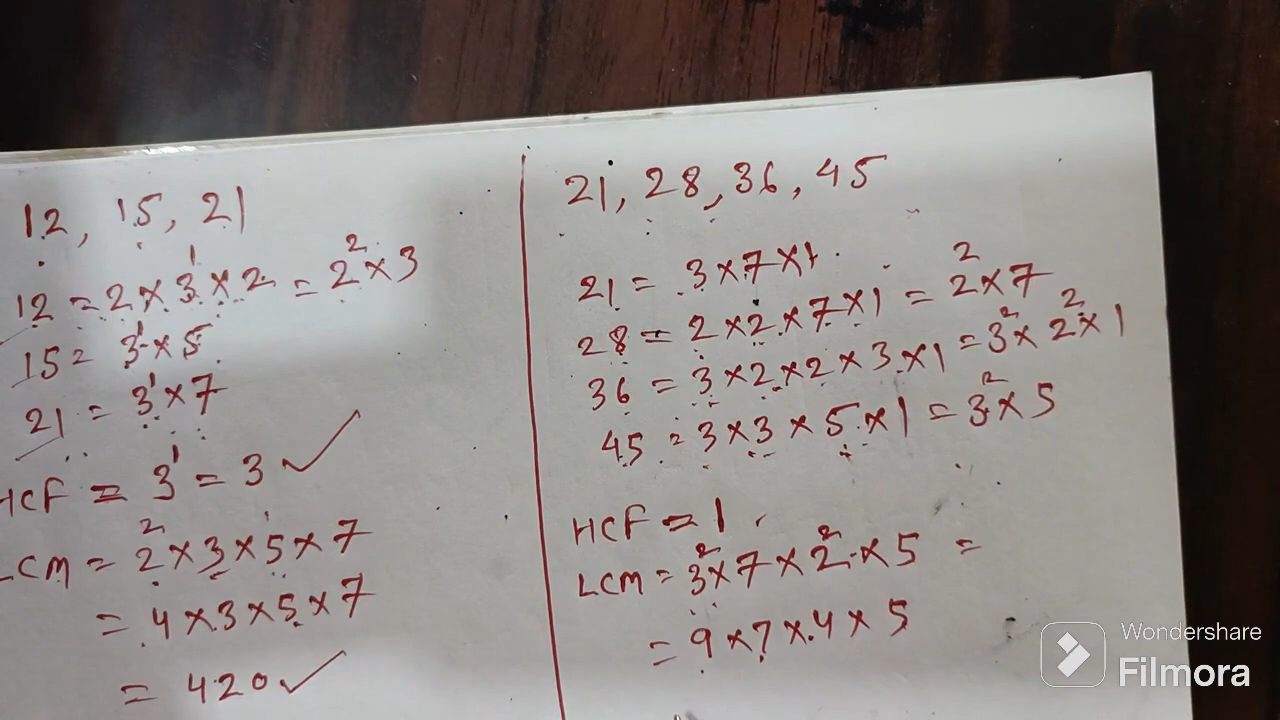 12, 15, 21
12 = 2 × 3¹ × 2 = 2² × 3
15 = 3¹ × 5
21 = 3¹ × 7
HCF = 3¹ = 3 ✓
LCM = 2² × 3 × 5 × 7
= 4 × 3 × 5 × 7
= 420 ✓
21, 28, 36, 45
21 = 3 × 7 × 1
28 = 2 × 2 × 7 × 1 = 2² × 7
36 = 3 × 2 × 2 × 3 × 1 = 3² × 2² × 1
45 = 3 × 3 × 5 × 1 = 3² × 5
HCF = 1
LCM = 3² × 7 × 2² × 5 =
= 9 × 7 × 4 × 5
Wondershare
Filmora